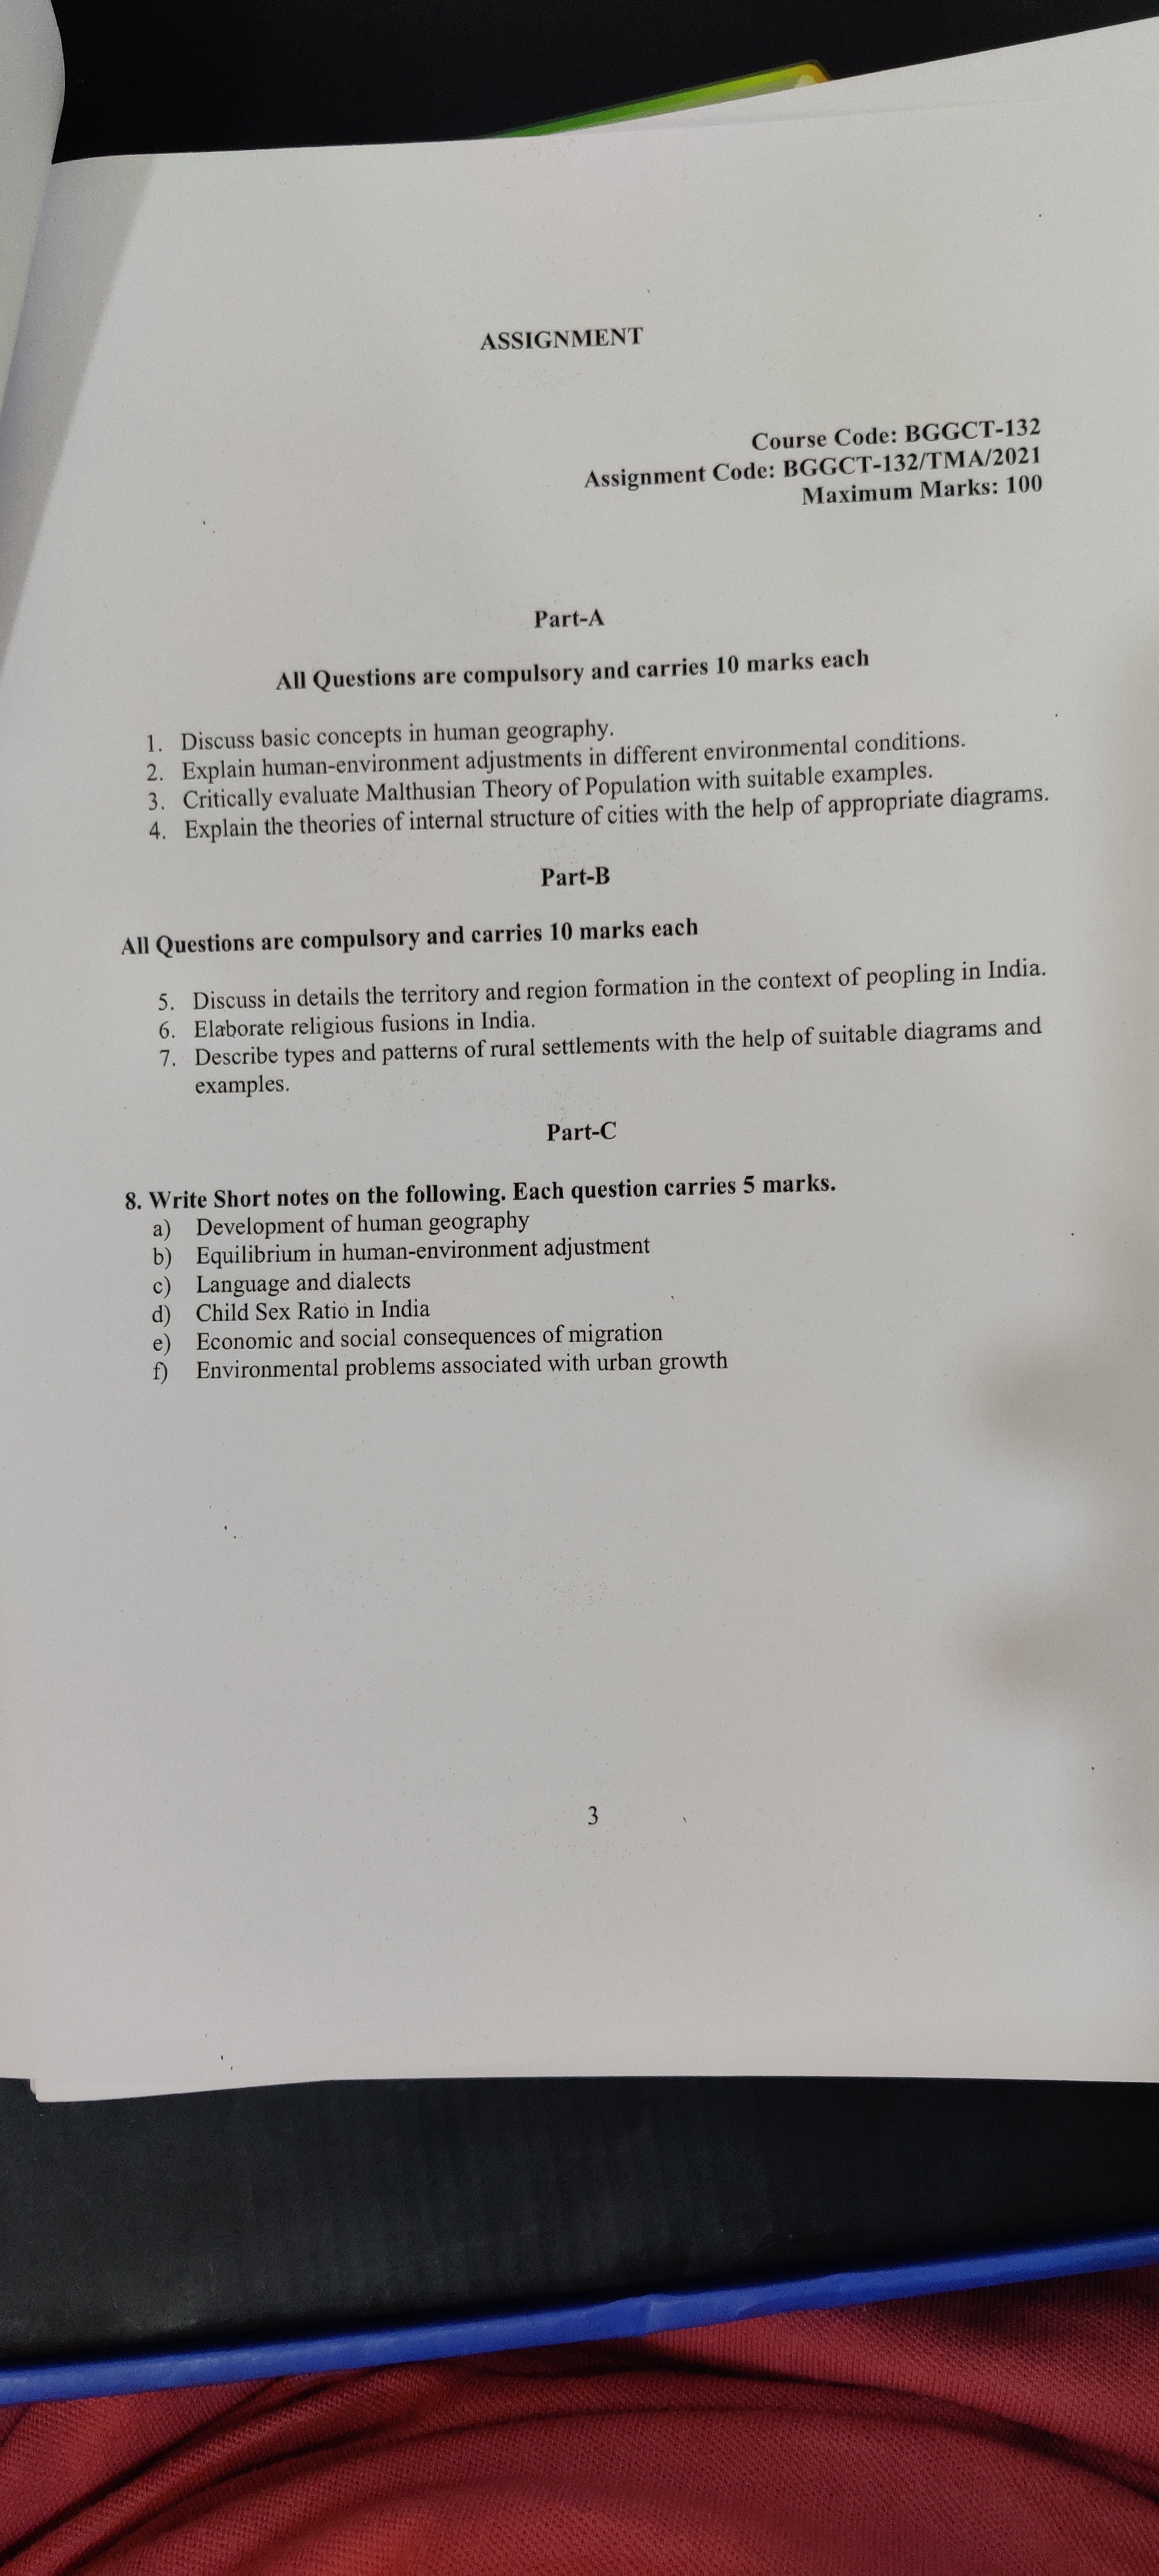 ASSIGNMENT
Course Code: BGGCT-132
Assignment Code: BGGCT-132/TMA/2021
Maximum Marks: 100
Part-A
All Questions are compulsory and carries 10 marks each
1. Discuss basic concepts in human geography.
2. Explain human-environment adjustments in different environmental conditions.
3. Critically evaluate Malthusian Theory of Population with suitable examples.
4. Explain the theories of internal structure of cities with the help of appropriate diagrams.
Part-B
All Questions are compulsory and carries 10 marks each
5. Discuss in details the territory and region formation in the context of peopling in India.
6. Elaborate religious fusions in India.
7. Describe types and patterns of rural settlements with the help of suitable diagrams and
examples.
Part-C
8. Write Short notes on the following. Each question carries 5 marks.
a) Development of human geography
b) Equilibrium in human-environment adjustment
c) Language and dialects
d) Child Sex Ratio in India
e) Economic and social consequences of migration
f) Environmental problems associated with urban growth
3